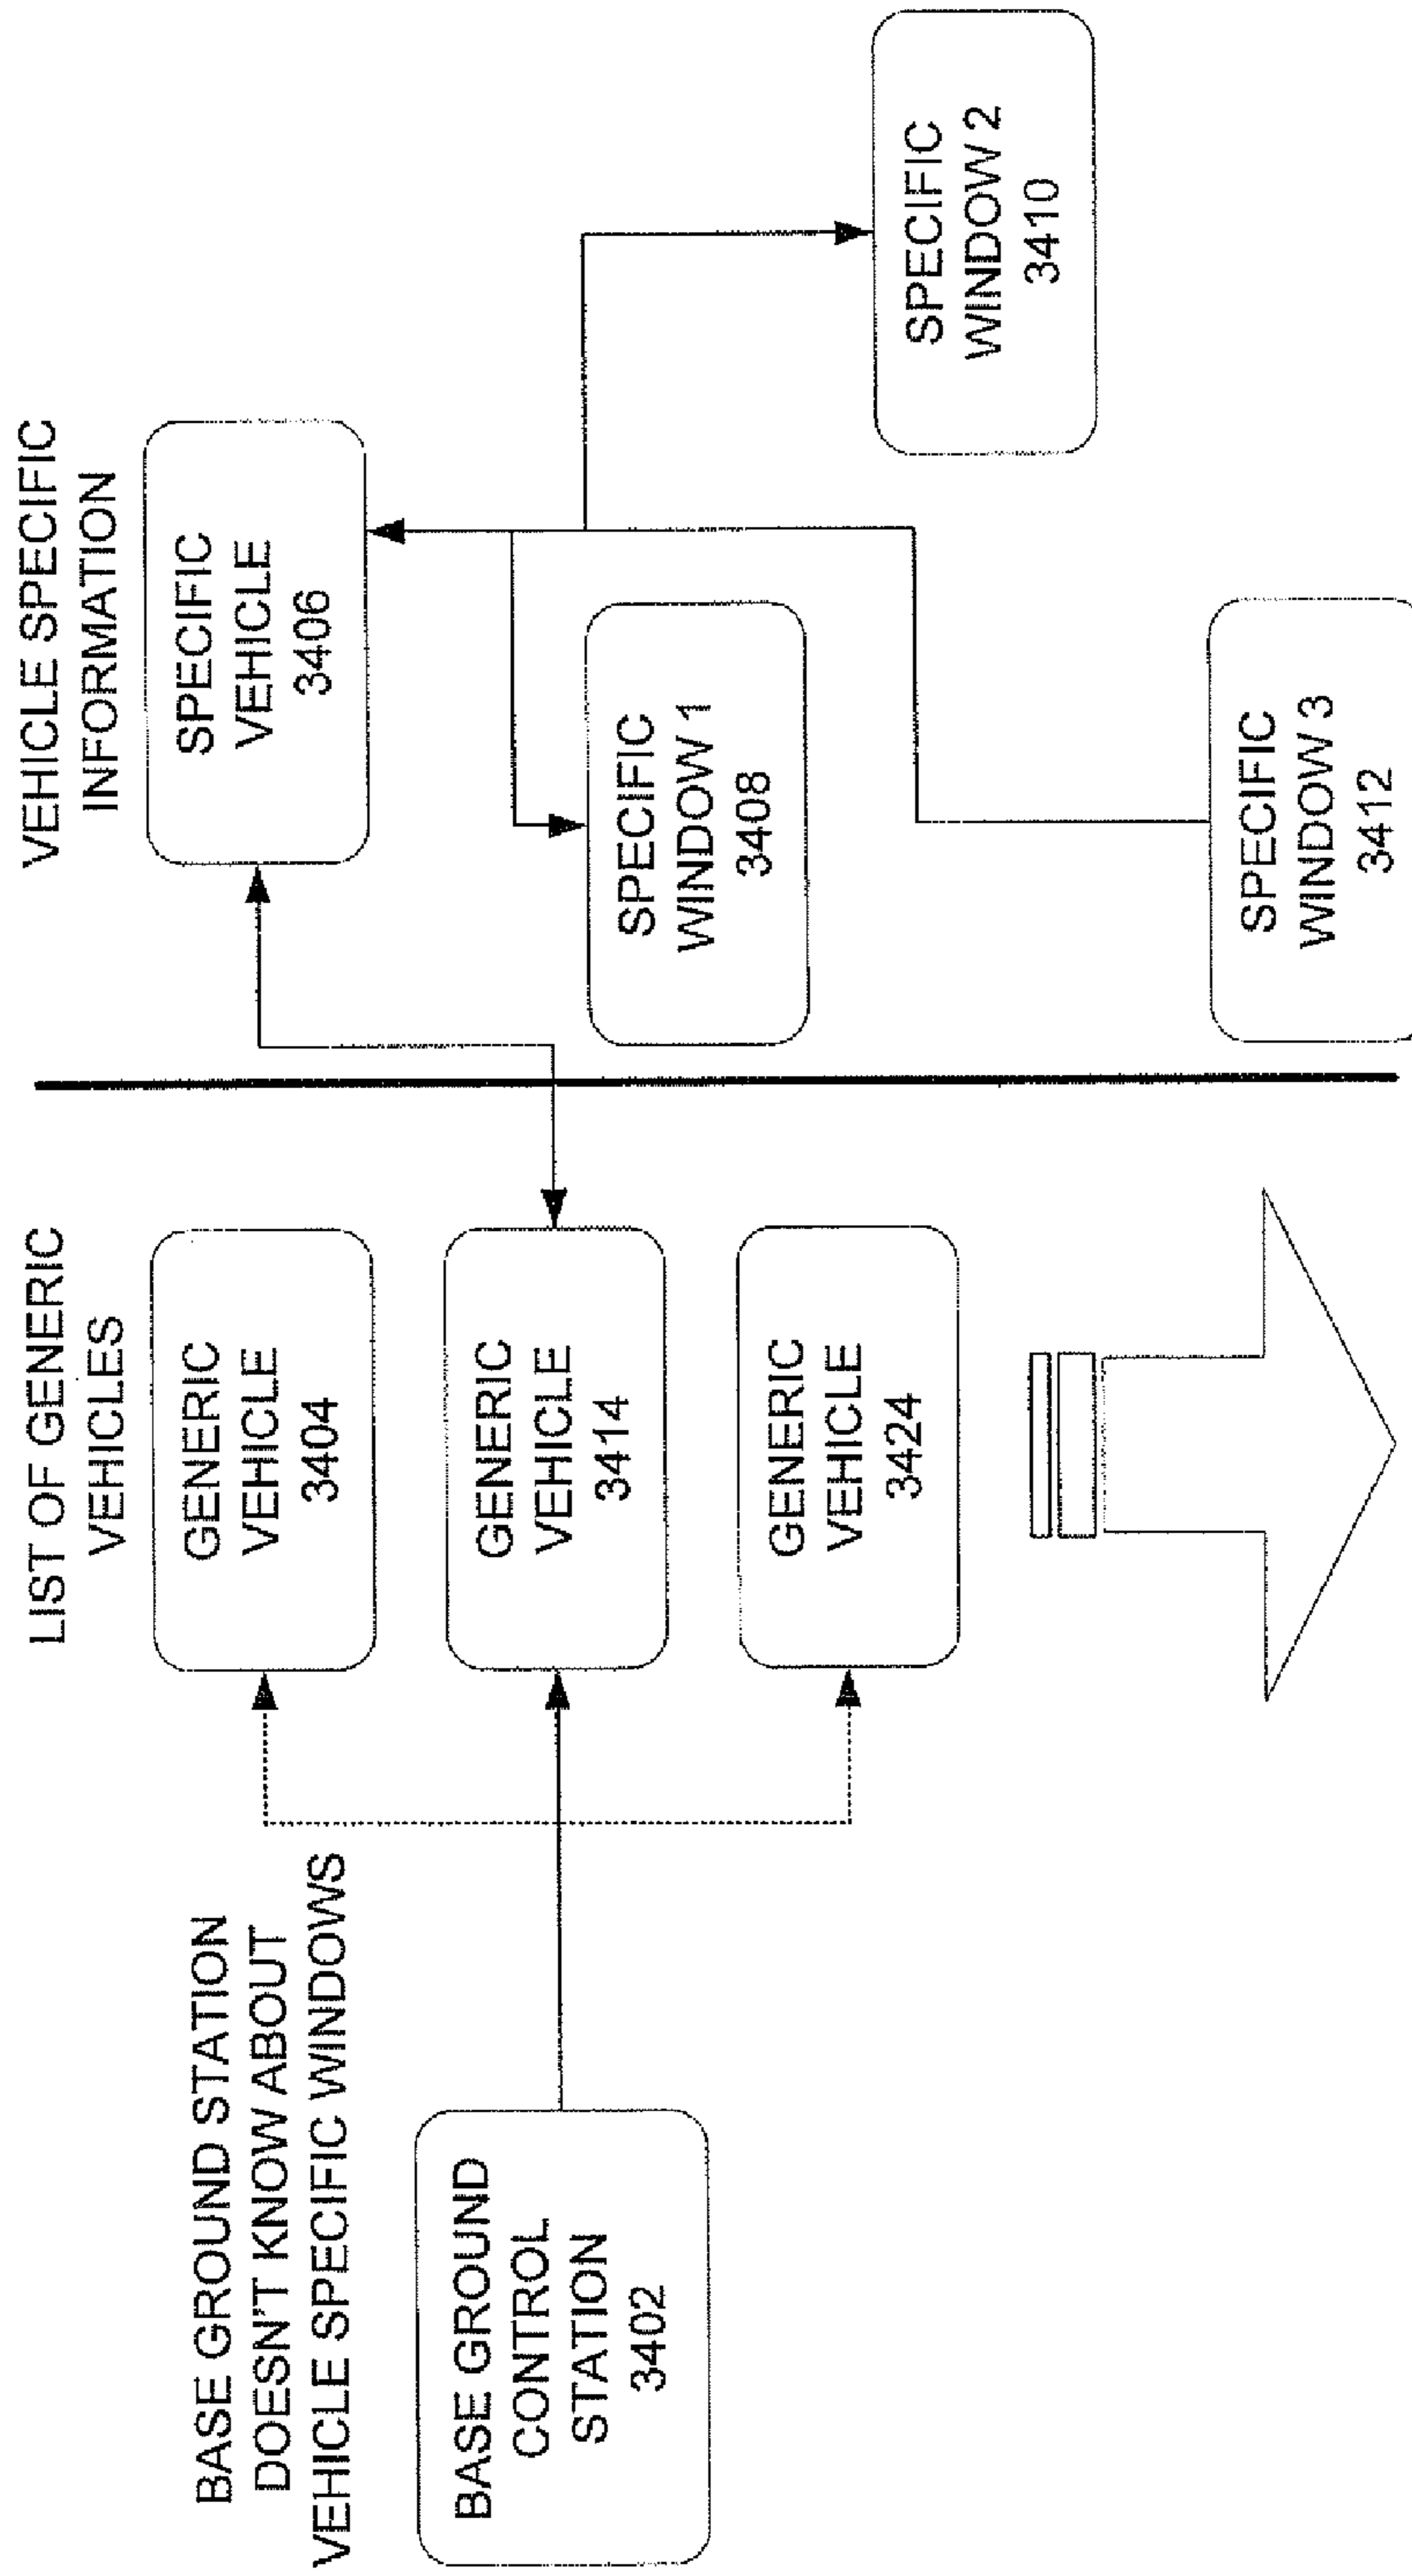 BASE GROUND STATION
DOESN'T KNOW ABOUT
VEHICLE SPECIFIC WINDOWS
BASE GROUND
CONTROL
STATION
3402
LIST OF GENERIC
VEHICLES
GENERIC
VEHICLE
3404
GENERIC
VEHICLE
3414
GENERIC
VEHICLE
3424
VEHICLE SPECIFIC
INFORMATION
SPECIFIC
VEHICLE
3406
SPECIFIC
WINDOW 1
3408
SPECIFIC
WINDOW 2
3410
SPECIFIC
WINDOW 3
3412